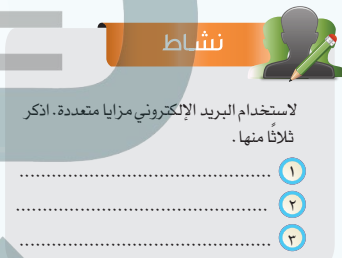 نشاط
لاستخدام البريد الإلكتروني مزايا متعددة. اذكر
ثلاثًا منها.
١ ..............................................
٢ ..............................................
٣ ..............................................